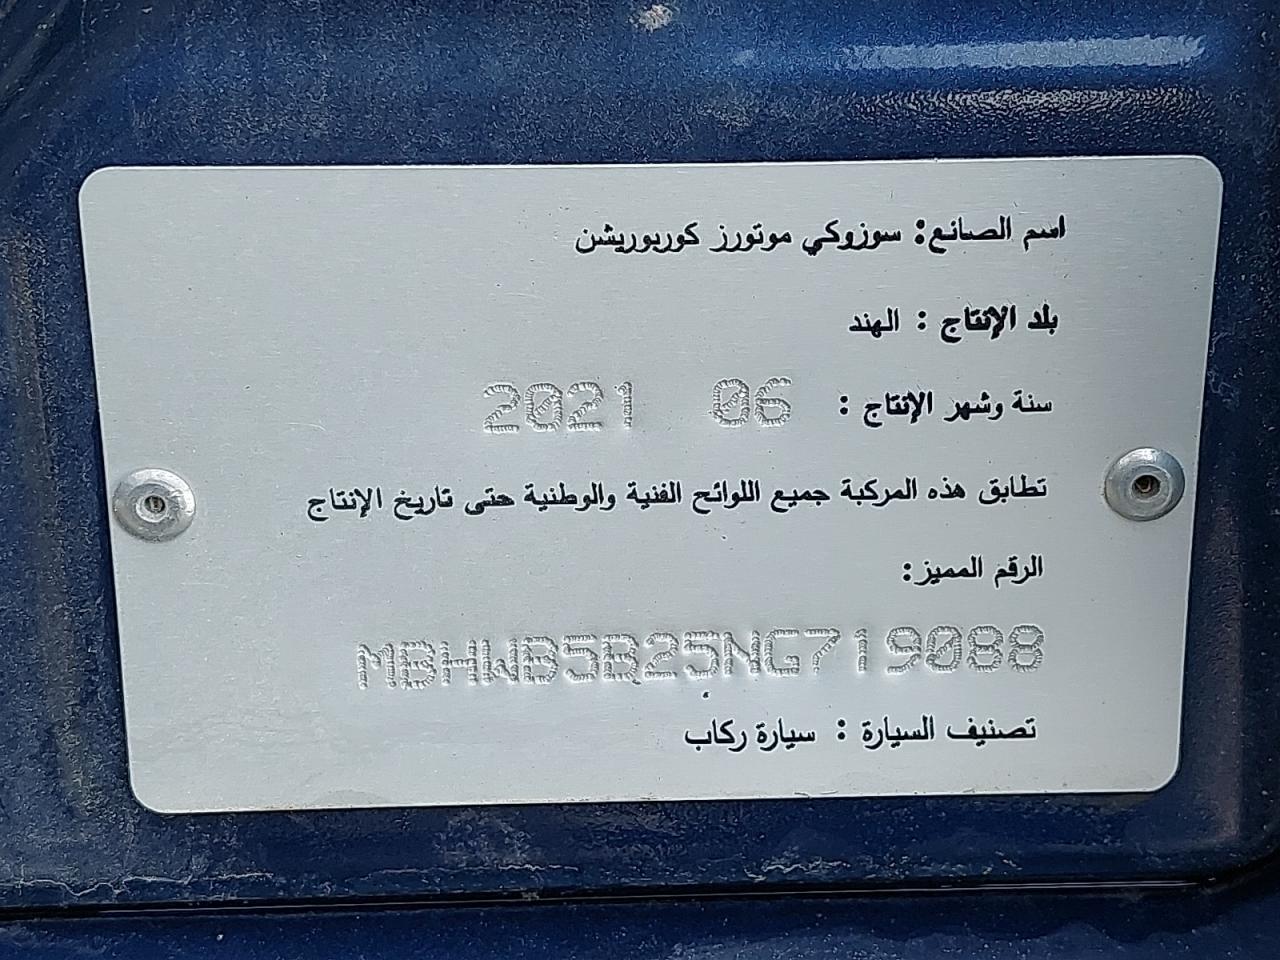 اسم الصانع: سوزوكي موتورز كوربوريشن
بلد الإنتاج : الهند
سنة وشهر الإنتاج : 06 2021
تطابق هذه المركبة جميع اللوائح الفنية والوطنية حتى تاريخ الإنتاج
الرقم المميز:
MBHWB5B25NG719088
تصنيف السيارة : سيارة ركاب